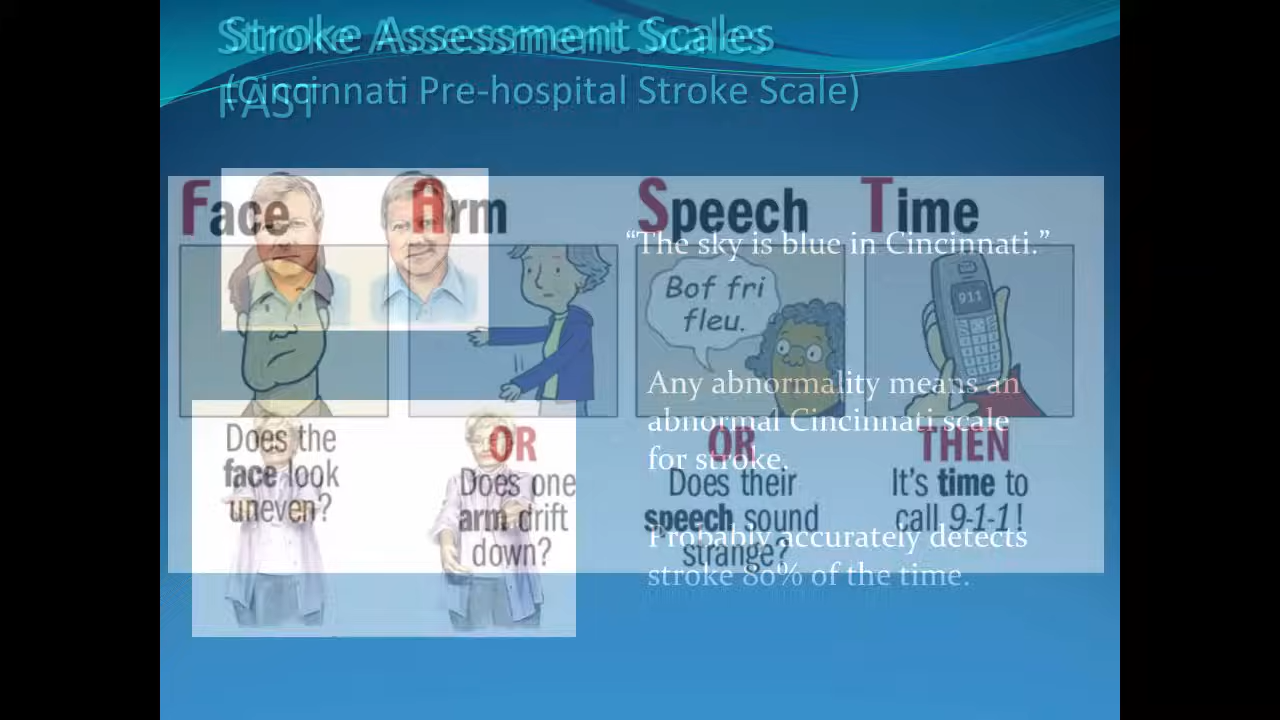 Stroke Assessment Scales
Stroke Assessment Scales
(Cincinnati Pre-hospital Stroke Scale)
FAST
Face Arm Speech Time
“The sky is blue in Cincinnati.”
Bof fri
fleu.
911
Any abnormality means an
abnormal Cincinnati scale
for stroke.
Probably accurately detects
stroke 80% of the time.
Does the
face look
uneven?
OR
Does one
arm drift
down?
OR
Does their
speech sound
strange?
THEN
It's time to
call 9-1-1!